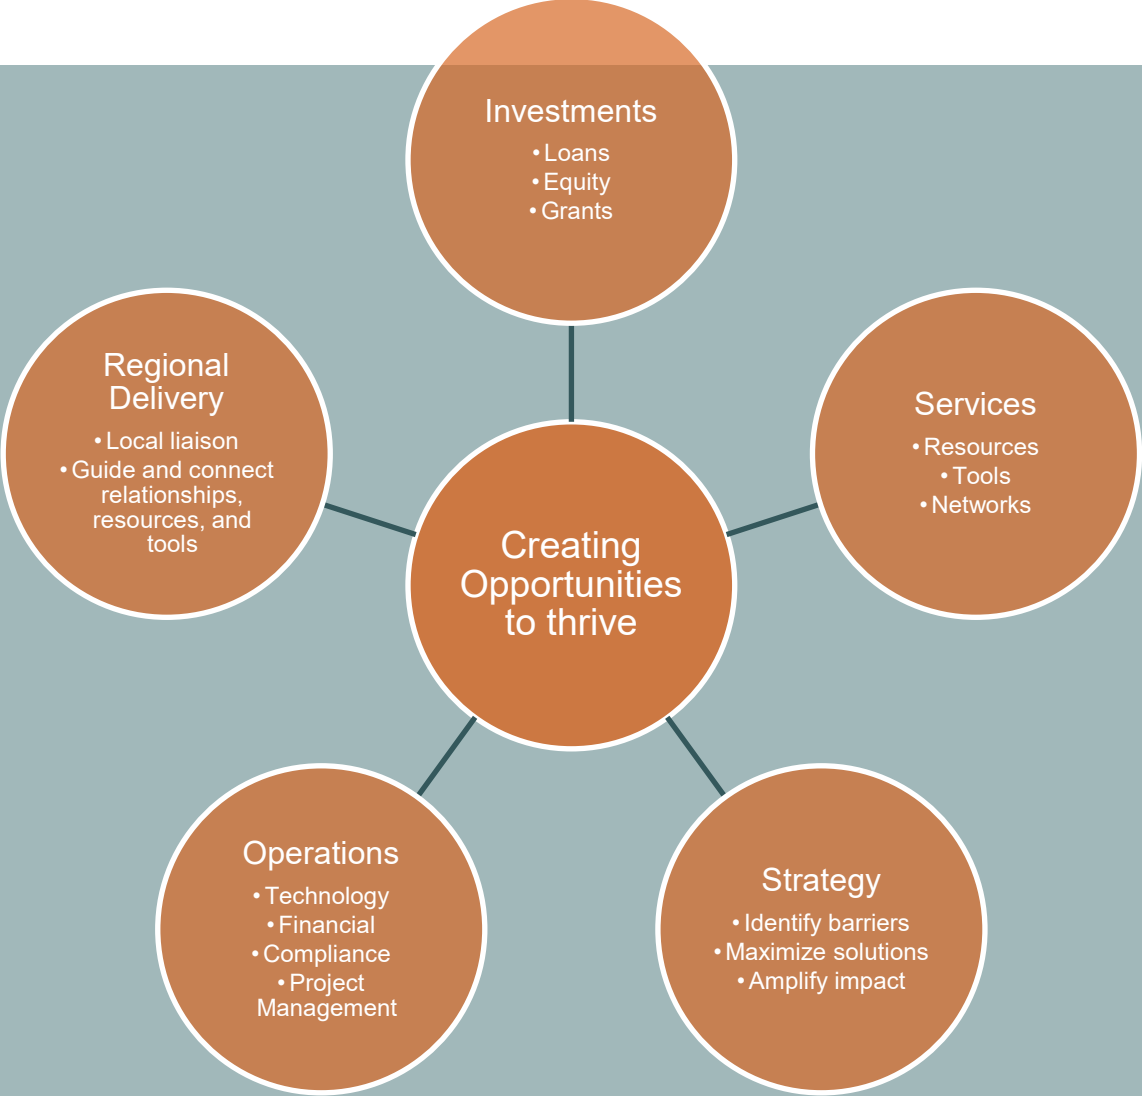 Investments
• Loans
• Equity
• Grants
Regional
Delivery
• Local liaison
• Guide and connect
relationships,
resources, and
tools
Services
• Resources
• Tools
• Networks
Creating
Opportunities
to thrive
Operations
• Technology
• Financial
• Compliance
• Project
Management
Strategy
• Identify barriers
• Maximize solutions
• Amplify impact